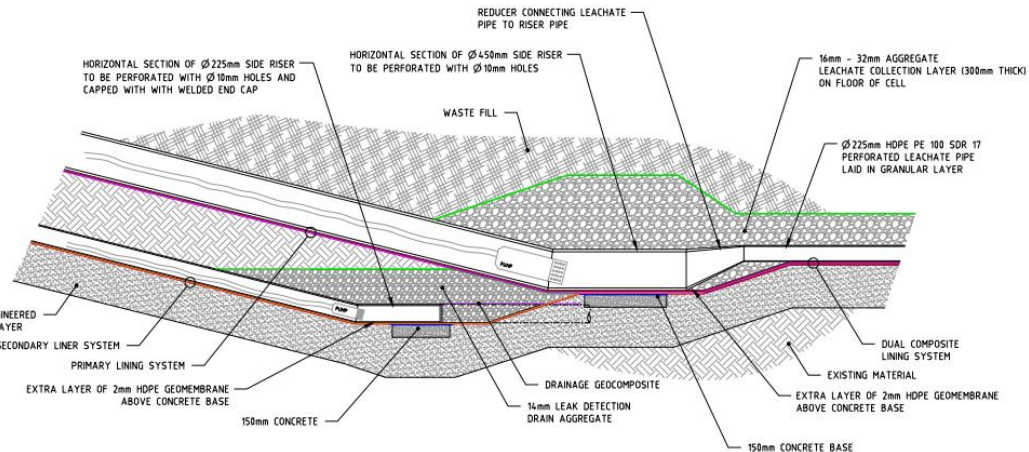 REDUCER CONNECTING LEACHATE
PIPE TO RISER PIPE
HORIZONTAL SECTION OF Ø225mm SIDE RISER
TO BE PERFORATED WITH Ø10mm HOLES AND
CAPPED WITH WITH WELDED END CAP
HORIZONTAL SECTION OF Ø450mm SIDE RISER
TO BE PERFORATED WITH Ø10mm HOLES
16mm - 32mm AGGREGATE
LEACHATE COLLECTION LAYER (300mm THICK)
ON FLOOR OF CELL
WASTE FILL
Ø225mm HDPE PE 100 SDR 17
PERFORATED LEACHATE PIPE
LAID IN GRANULAR LAYER
PUMP
PUMP
GINEERED
AYER
SECONDARY LINER SYSTEM
PRIMARY LINING SYSTEM
EXTRA LAYER OF 2mm HDPE GEOMEMBRANE
ABOVE CONCRETE BASE
150mm CONCRETE
DRAINAGE GEOCOMPOSITE
14mm LEAK DETECTION
DRAIN AGGREGATE
DUAL COMPOSITE
LINING SYSTEM
EXISTING MATERIAL
EXTRA LAYER OF 2mm HDPE GEOMEMBRANE
ABOVE CONCRETE BASE
150mm CONCRETE BASE